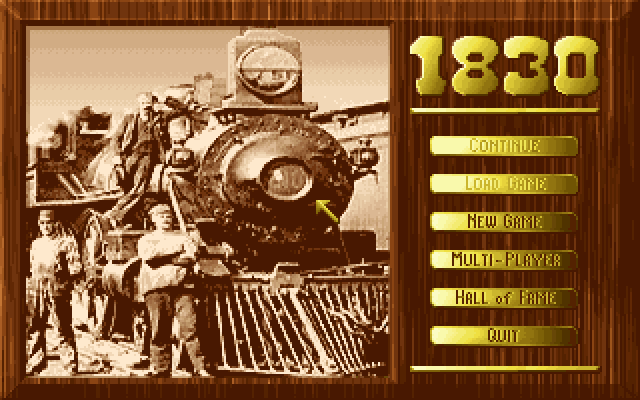 1830
CONTINUE
LOAD GAME
NEW GAME
MULTI-PLAYER
HALL of FAME
QUIT